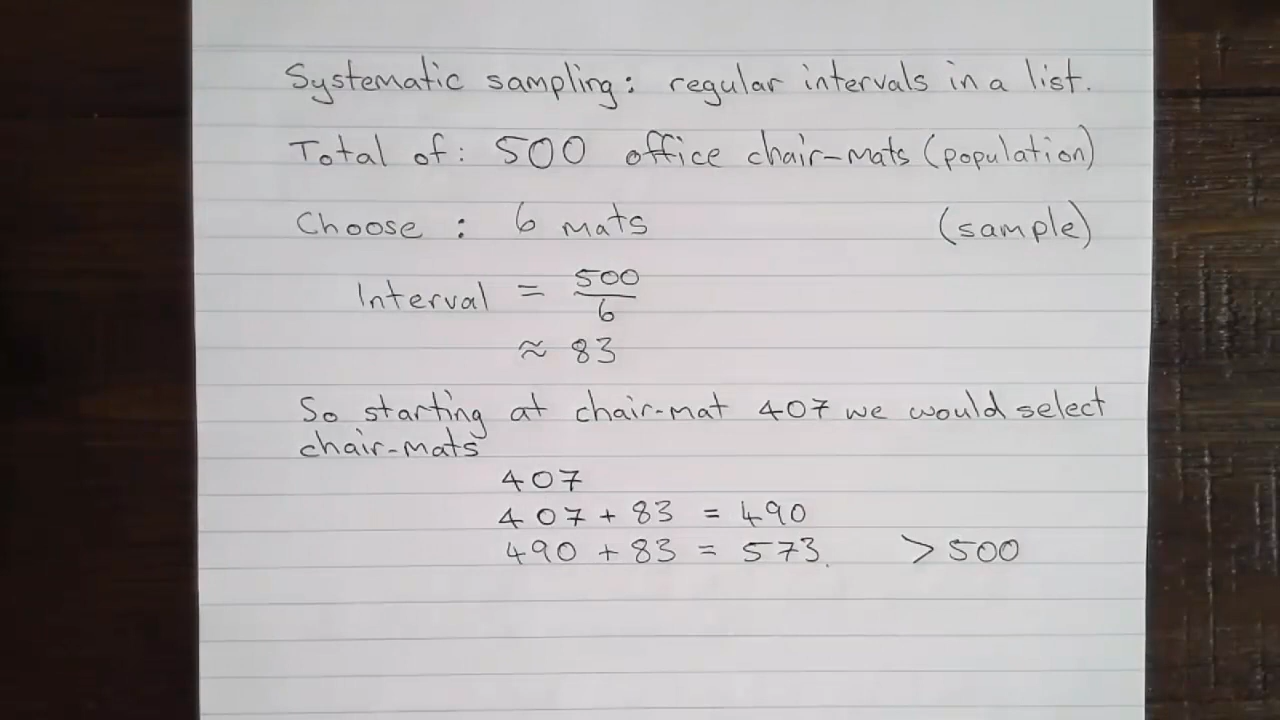 Systematic sampling: regular intervals in a list.
Total of: 500 office chair-mats (population)
Choose: 6 mats (sample)
Interval = 500/6
≈ 83
So starting at chair-mat 407 we would select
chair-mats
407
407 + 83 = 490
490 + 83 = 573. > 500